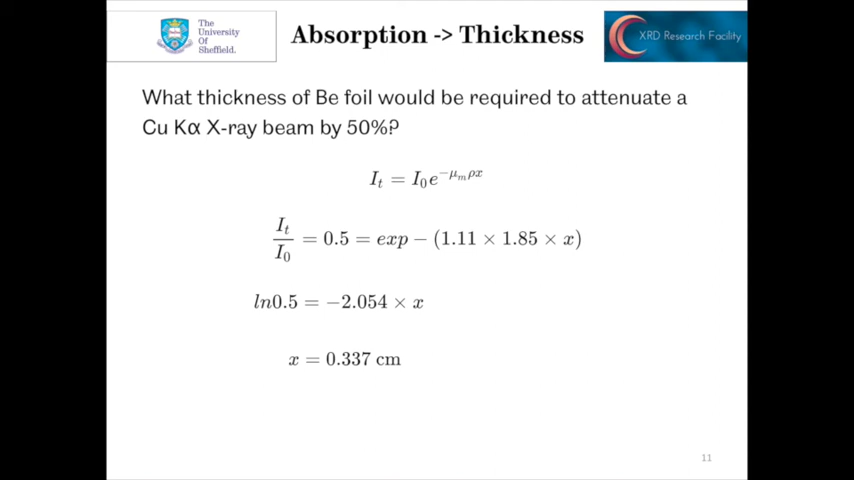 The
University
Of
Sheffield.
Absorption -> Thickness
XRD Research Facility
What thickness of Be foil would be required to attenuate a
Cu Kα X-ray beam by 50%?
I_t = I_0 e^{-μ_m ρx}
I_t/I_0 = 0.5 = exp − (1.11 × 1.85 × x)
ln0.5 = −2.054 × x
x = 0.337 cm
11